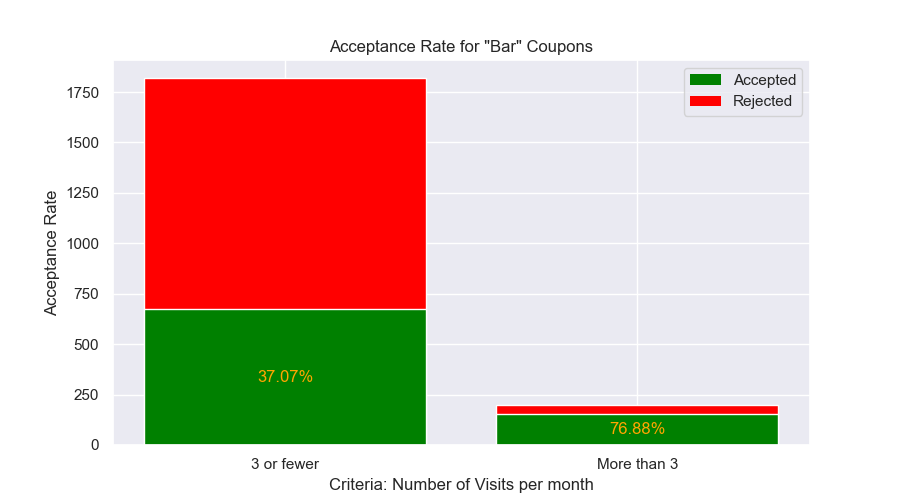 Acceptance Rate for "Bar" Coupons
Accepted
Rejected
Acceptance Rate
1750
1500
1250
1000
750
500
250
0
37.07%
76.88%
3 or fewer
More than 3
Criteria: Number of Visits per month